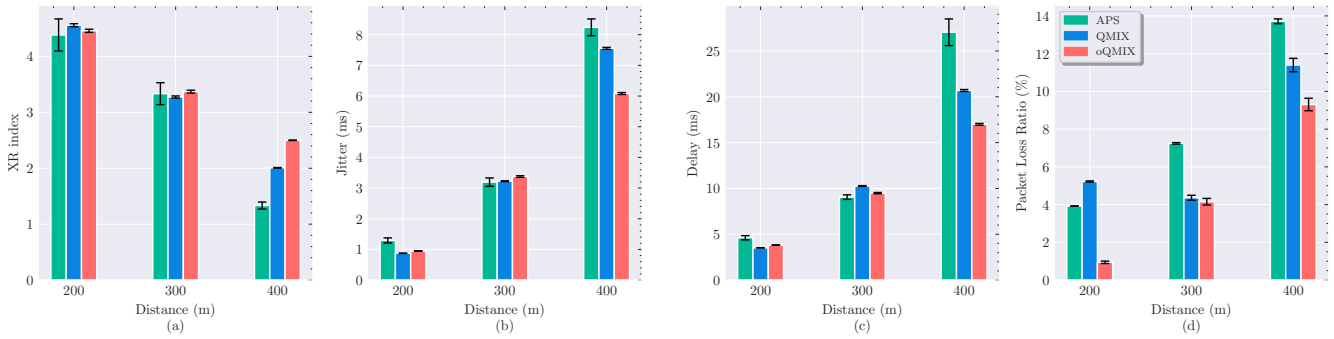 XR index
4
3
2
1
0
200
300
400
Distance (m)
(a)
Jitter (ms)
8
7
6
5
4
3
2
1
0
200
300
400
Distance (m)
(b)
Delay (ms)
25
20
15
10
5
0
200
300
400
Distance (m)
(c)
Packet Loss Ratio (%)
14
12
10
8
6
4
2
0
APS
QMIX
oQMIX
200
300
400
Distance (m)
(d)